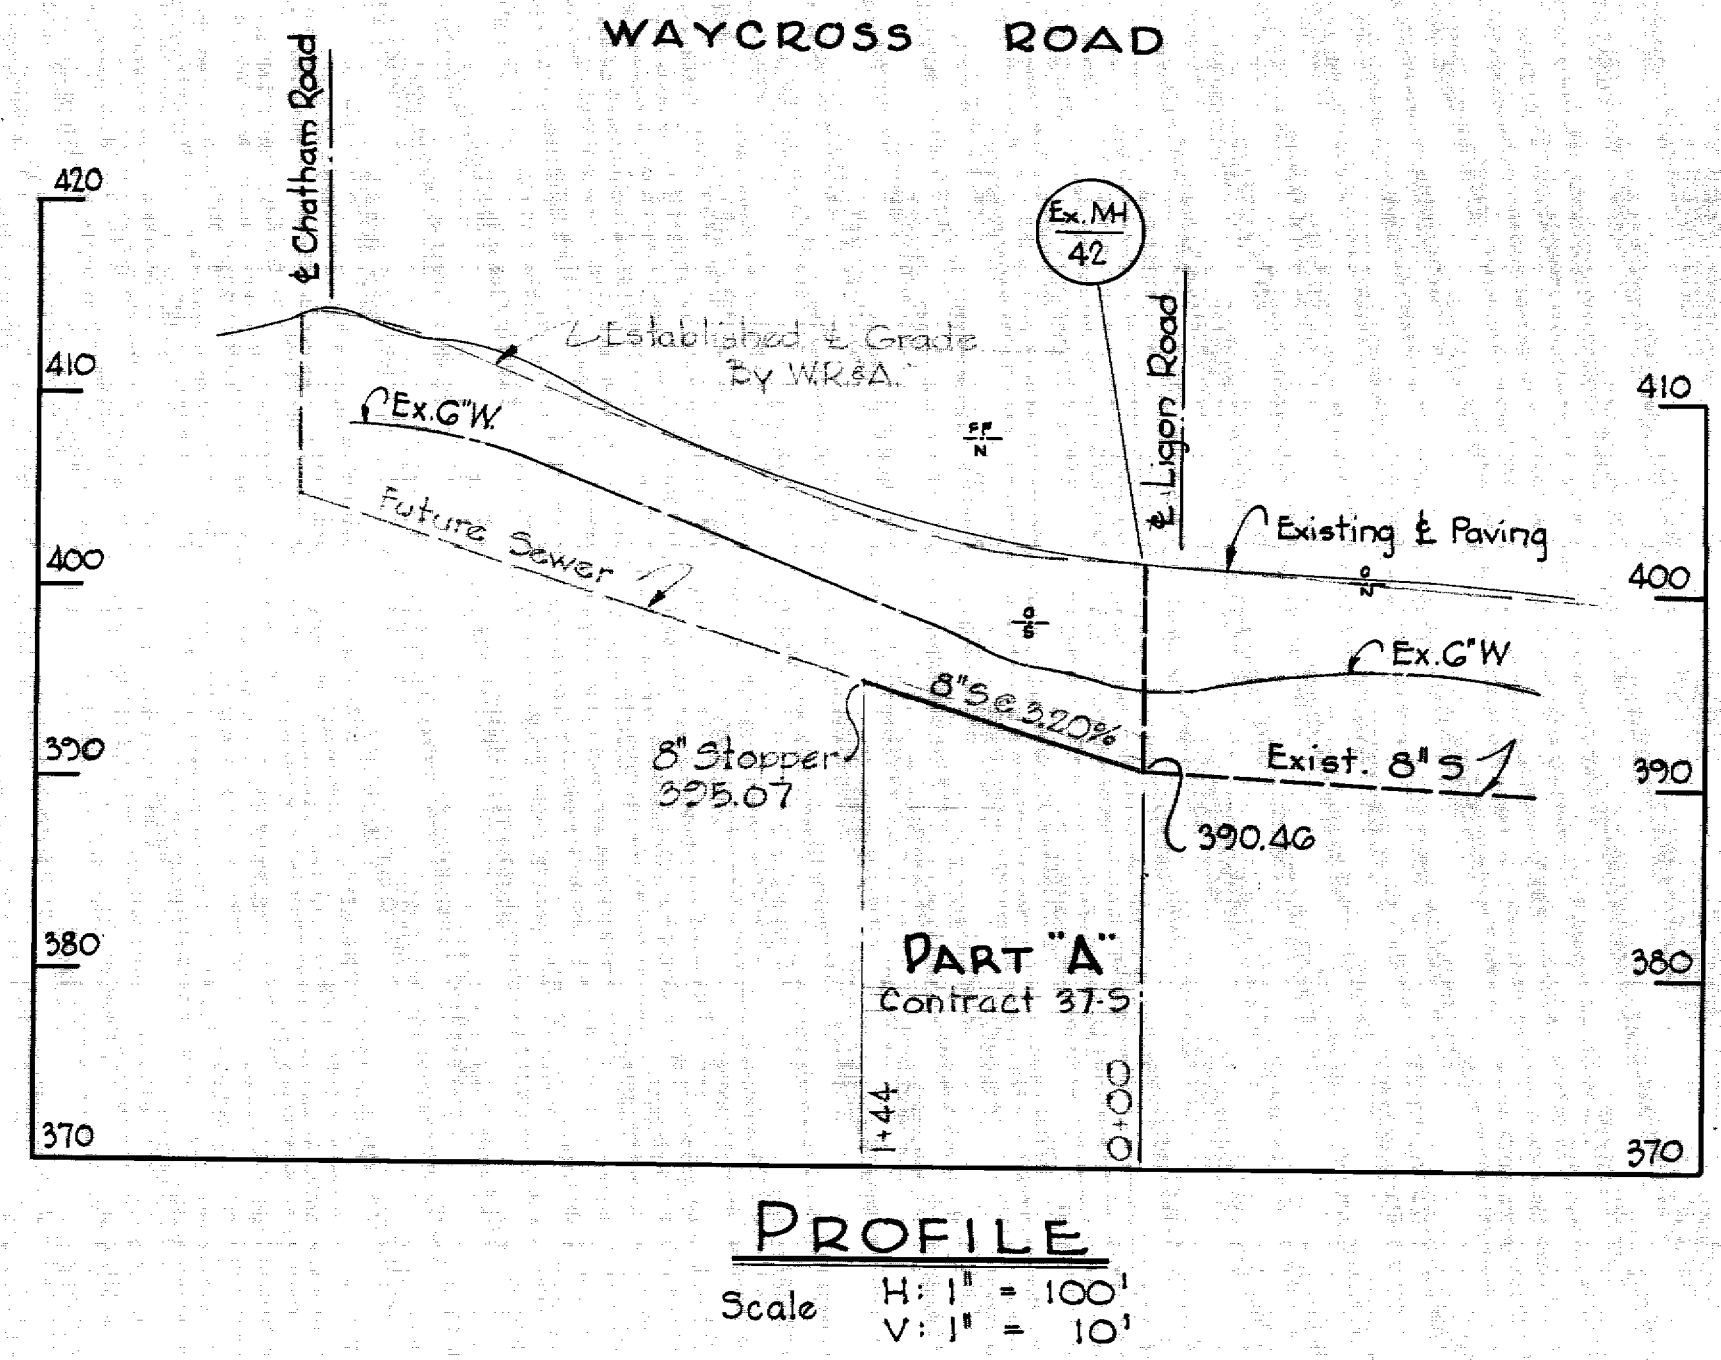 WAYCROSS ROAD
℄ Chatham Road
420
Ex. MH
42
℄ Ligon Road
Established ℄ Grade
By W.R.&A.
410
410
Ex. 6" W.
FF
N
Future Sewer
Existing ℄ Paving
400
400
O
N
O
S
Ex. 6" W
8" S @ 3.20%
8" Stopper
395.07
Exist. 8" S
390
390
390.46
PART "A"
Contract 37-S
380
380
1+44
0+00
370
370
PROFILE
Scale H: 1" = 100'
V: 1" = 10'